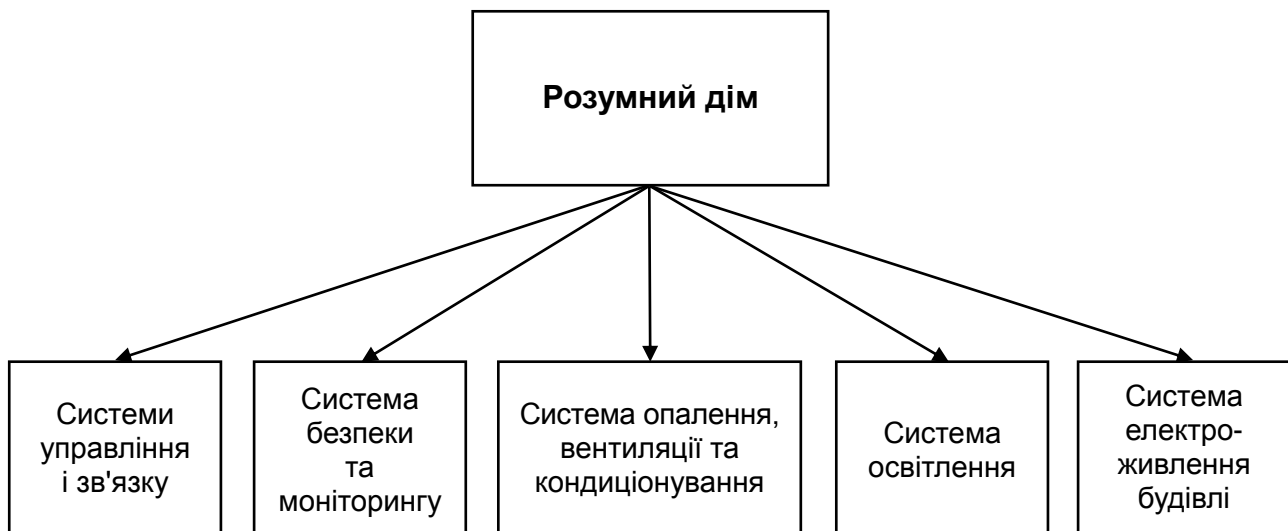 Розумний дім
Системи
управління
і зв'язку
Система
безпеки
та
моніторингу
Система опалення,
вентиляції та
кондиціонування
Система
освітлення
Система
електро-
живлення
будівлі